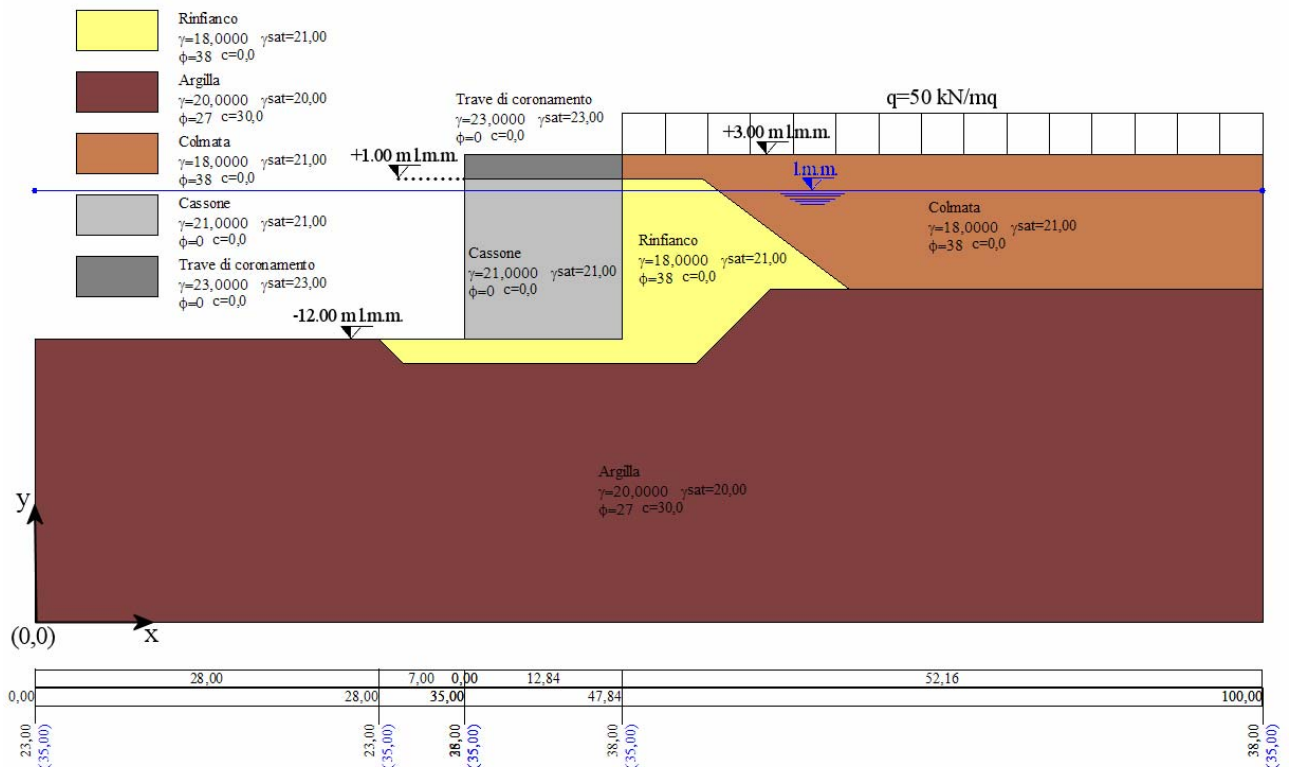 Rinfianco
γ=18,0000 γsat=21,00
ϕ=38 c=0,0
Argilla
γ=20,0000 γsat=20,00
ϕ=27 c=30,0
Colmata
γ=18,0000 γsat=21,00
ϕ=38 c=0,0
Cassone
γ=21,0000 γsat=21,00
ϕ=0 c=0,0
Trave di coronamento
γ=23,0000 γsat=23,00
ϕ=0 c=0,0
Trave di coronamento
γ=23,0000 γsat=23,00
ϕ=0 c=0,0
q=50 kN/mq
+3.00 m l.m.m.
+1.00 m l.m.m.
l.m.m.
Colmata
γ=18,0000 γsat=21,00
ϕ=38 c=0,0
Rinfianco
γ=18,0000 γsat=21,00
ϕ=38 c=0,0
Cassone
γ=21,0000 γsat=21,00
ϕ=0 c=0,0
-12.00 m l.m.m.
Argilla
γ=20,0000 γsat=20,00
ϕ=27 c=30,0
y
(0,0)
x
28,00 7,00 0,00 12,84 52,16
0,00 28,00 35,00 47,84 100,00
23,00 (35,00)
23,00 (35,00)
38,00 (35,00)
38,00 (35,00)
38,00 (35,00)